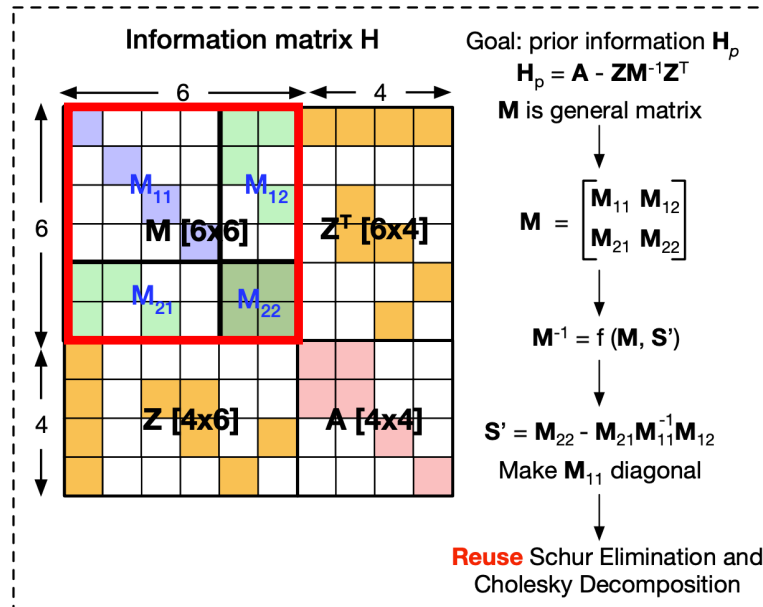 Information matrix H
6
4
6
4
M₁₁
M₁₂
M [6x6]
Zᵀ [6x4]
M₂₁
M₂₂
Z [4x6]
A [4x4]
Goal: prior information Hₚ
Hₚ = A - ZM⁻¹Zᵀ
M is general matrix
M = [M₁₁ M₁₂
M₂₁ M₂₂]
M⁻¹ = f (M, S’)
S’ = M₂₂ - M₂₁M₁₁⁻¹M₁₂
Make M₁₁ diagonal
Reuse Schur Elimination and
Cholesky Decomposition